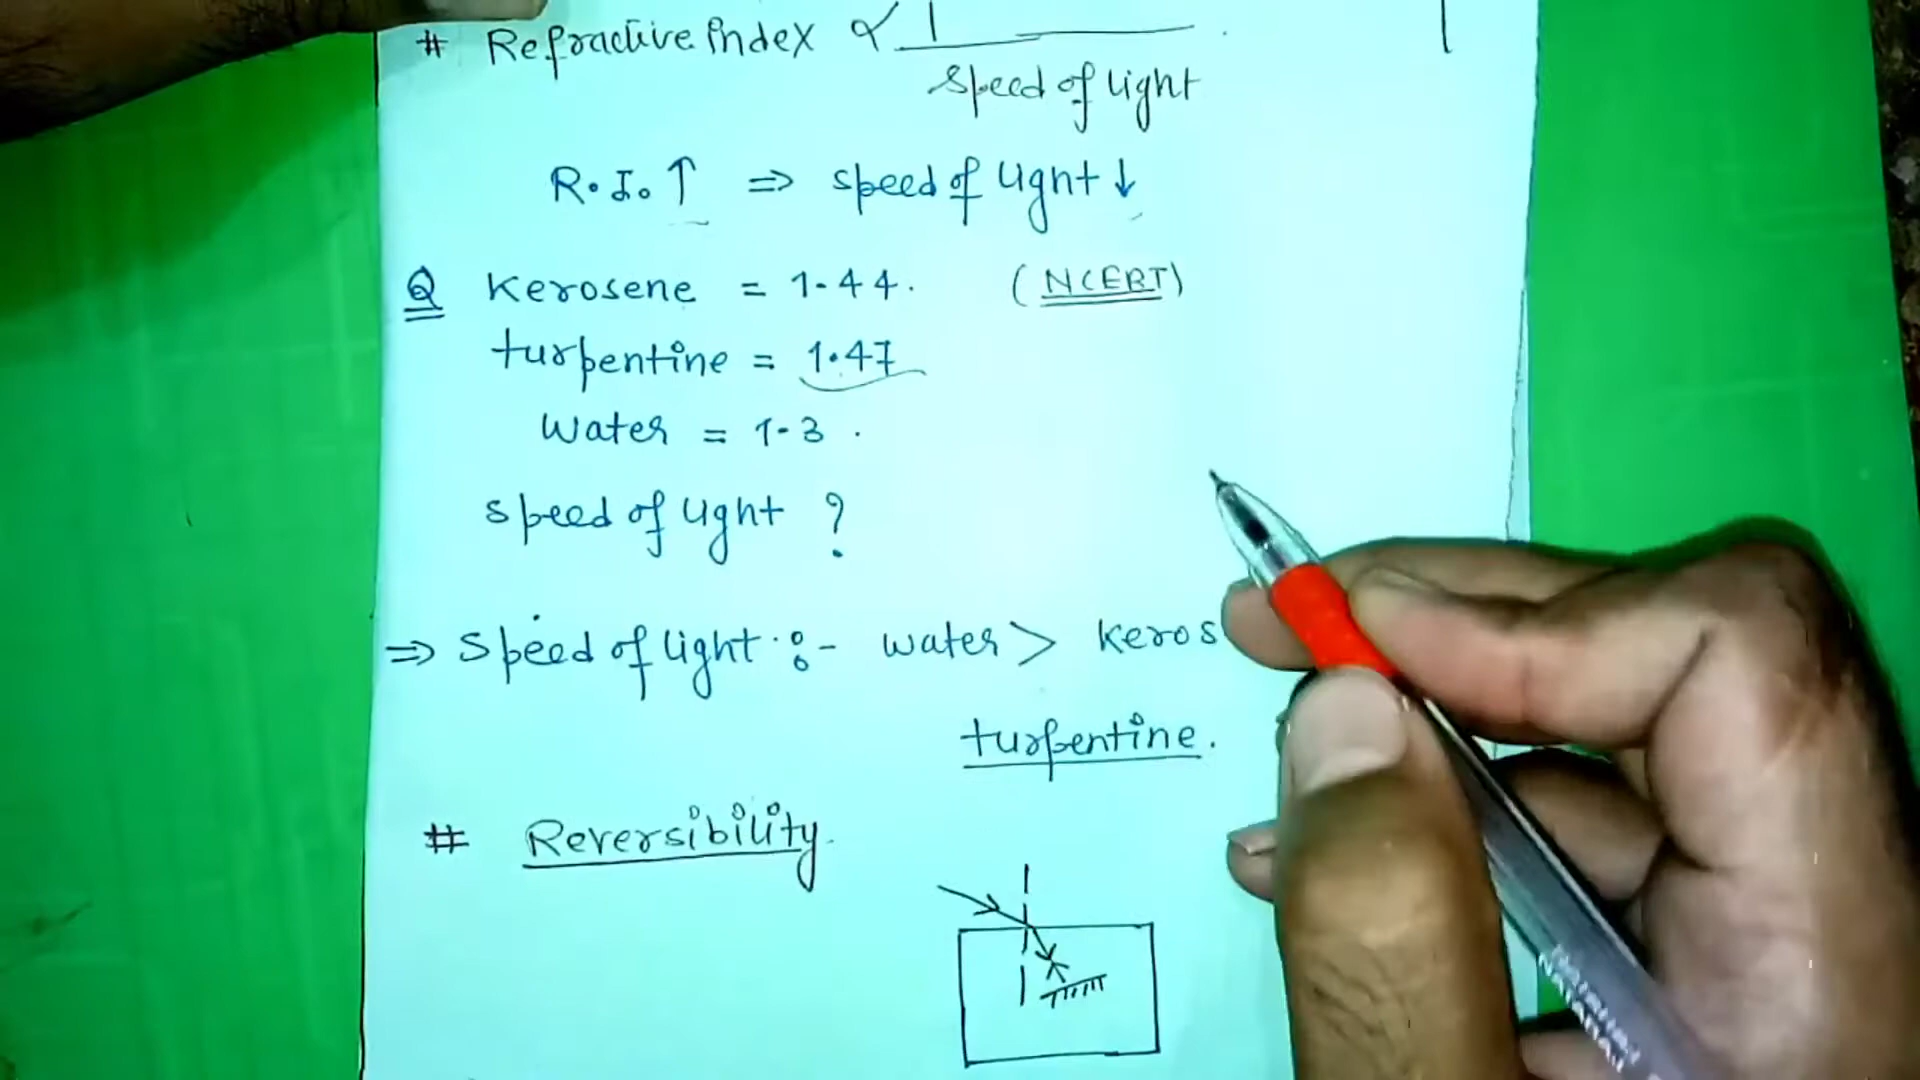 # Refractive index ∝ 1
speed of light
R.I. ↑ ⇒ speed of light ↓
Q kerosene = 1.44. (NCERT)
turpentine = 1.47
Water = 1.3.
speed of light ?
⇒ speed of light :- water > keros
turpentine.
# Reversibility.